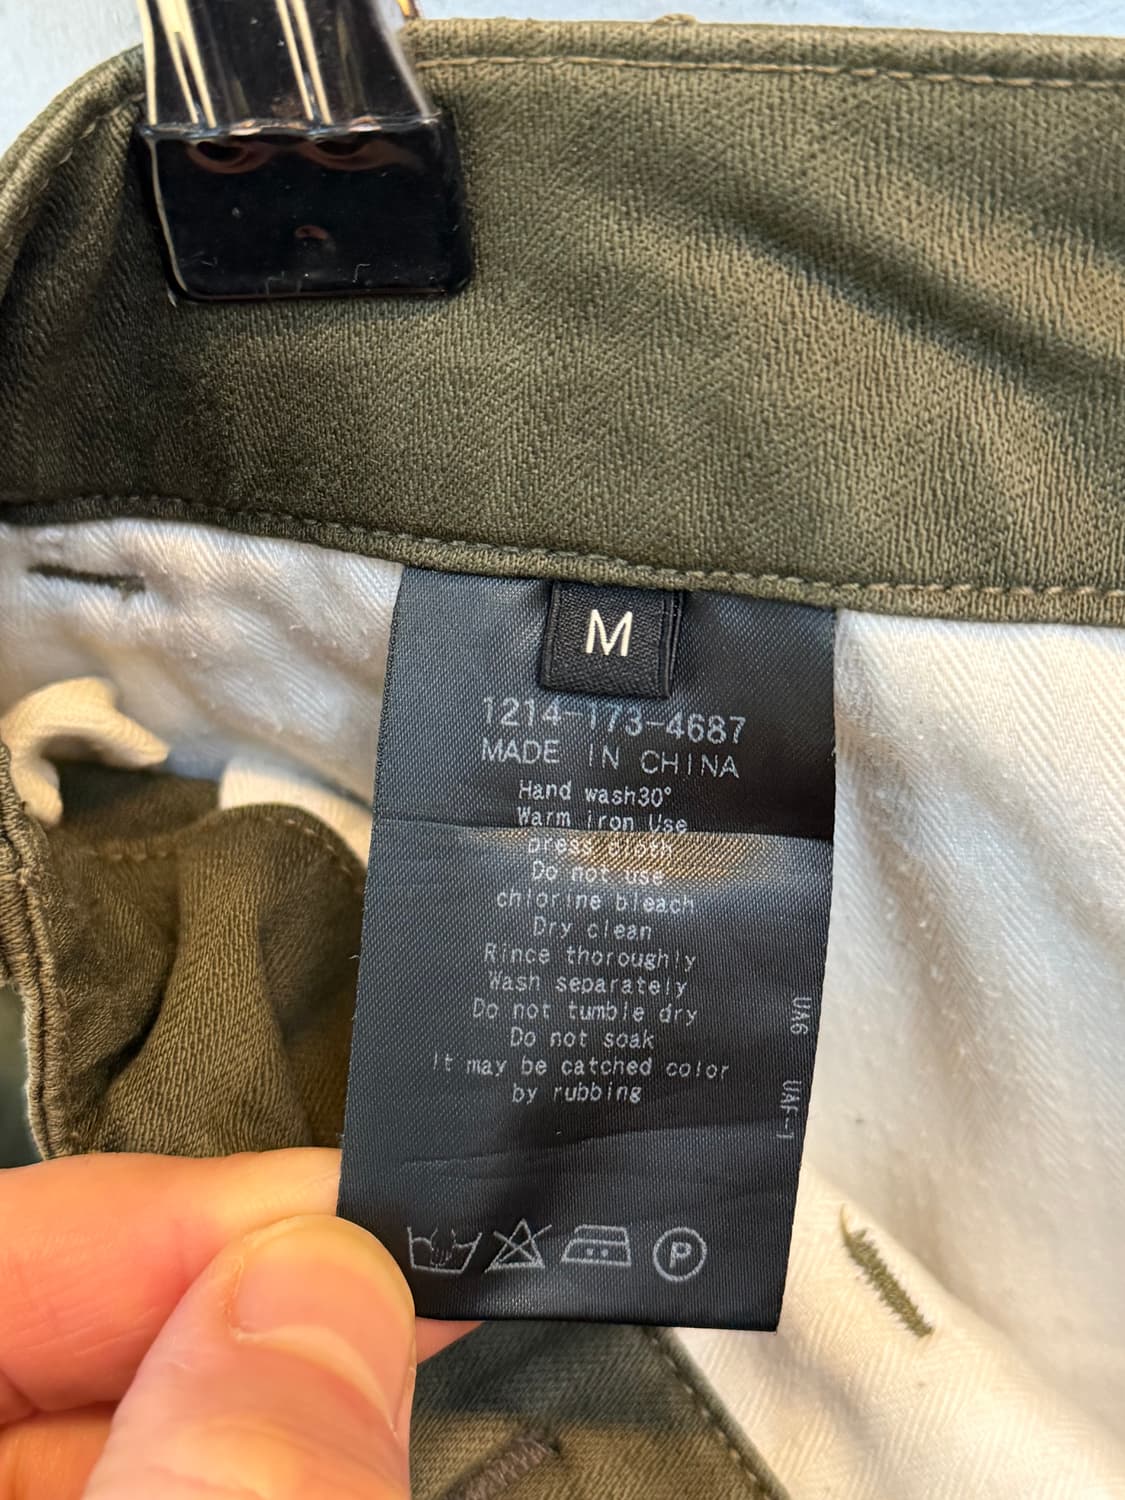 M
1214-173-4687
MADE IN CHINA
Hand wash30°
Warm iron Use
press cloth
Do not use
chlorine bleach
Dry clean
Rince thoroughly
Wash separately
Do not tumble dry
Do not soak
It may be catched color
by rubbing
UA6
UAF-1
P